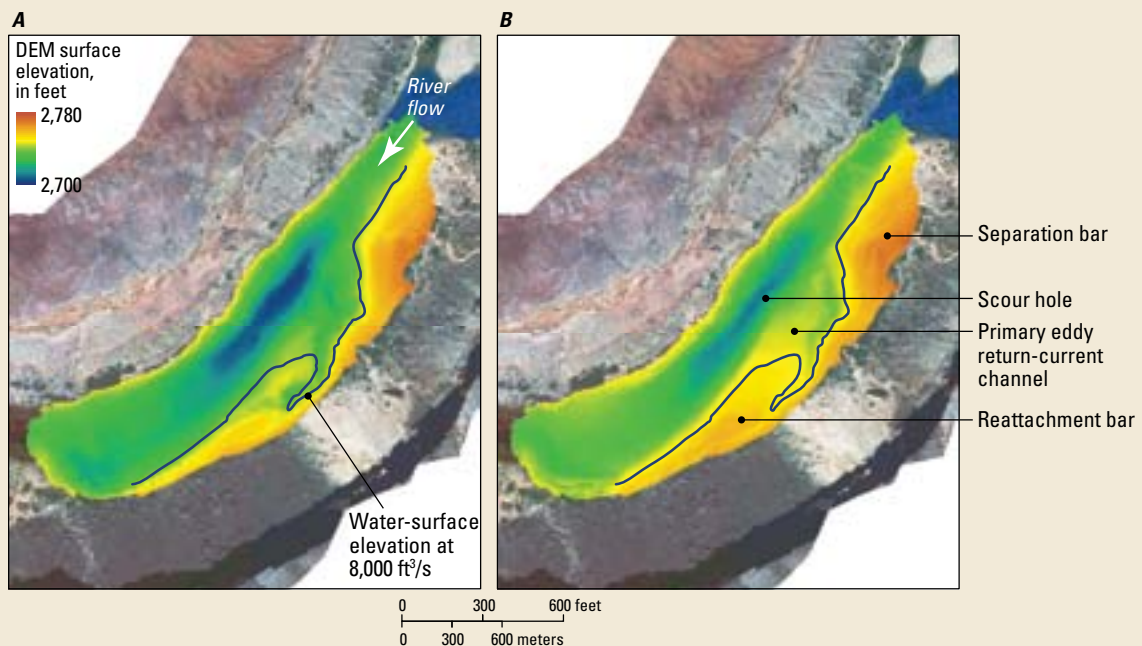 A
DEM surface
elevation,
in feet
2,780
2,700
River
flow
Water-surface
elevation at
8,000 ft³/s
B
Separation bar
Scour hole
Primary eddy
return-current
channel
Reattachment bar
0 300 600 feet
0 300 600 meters